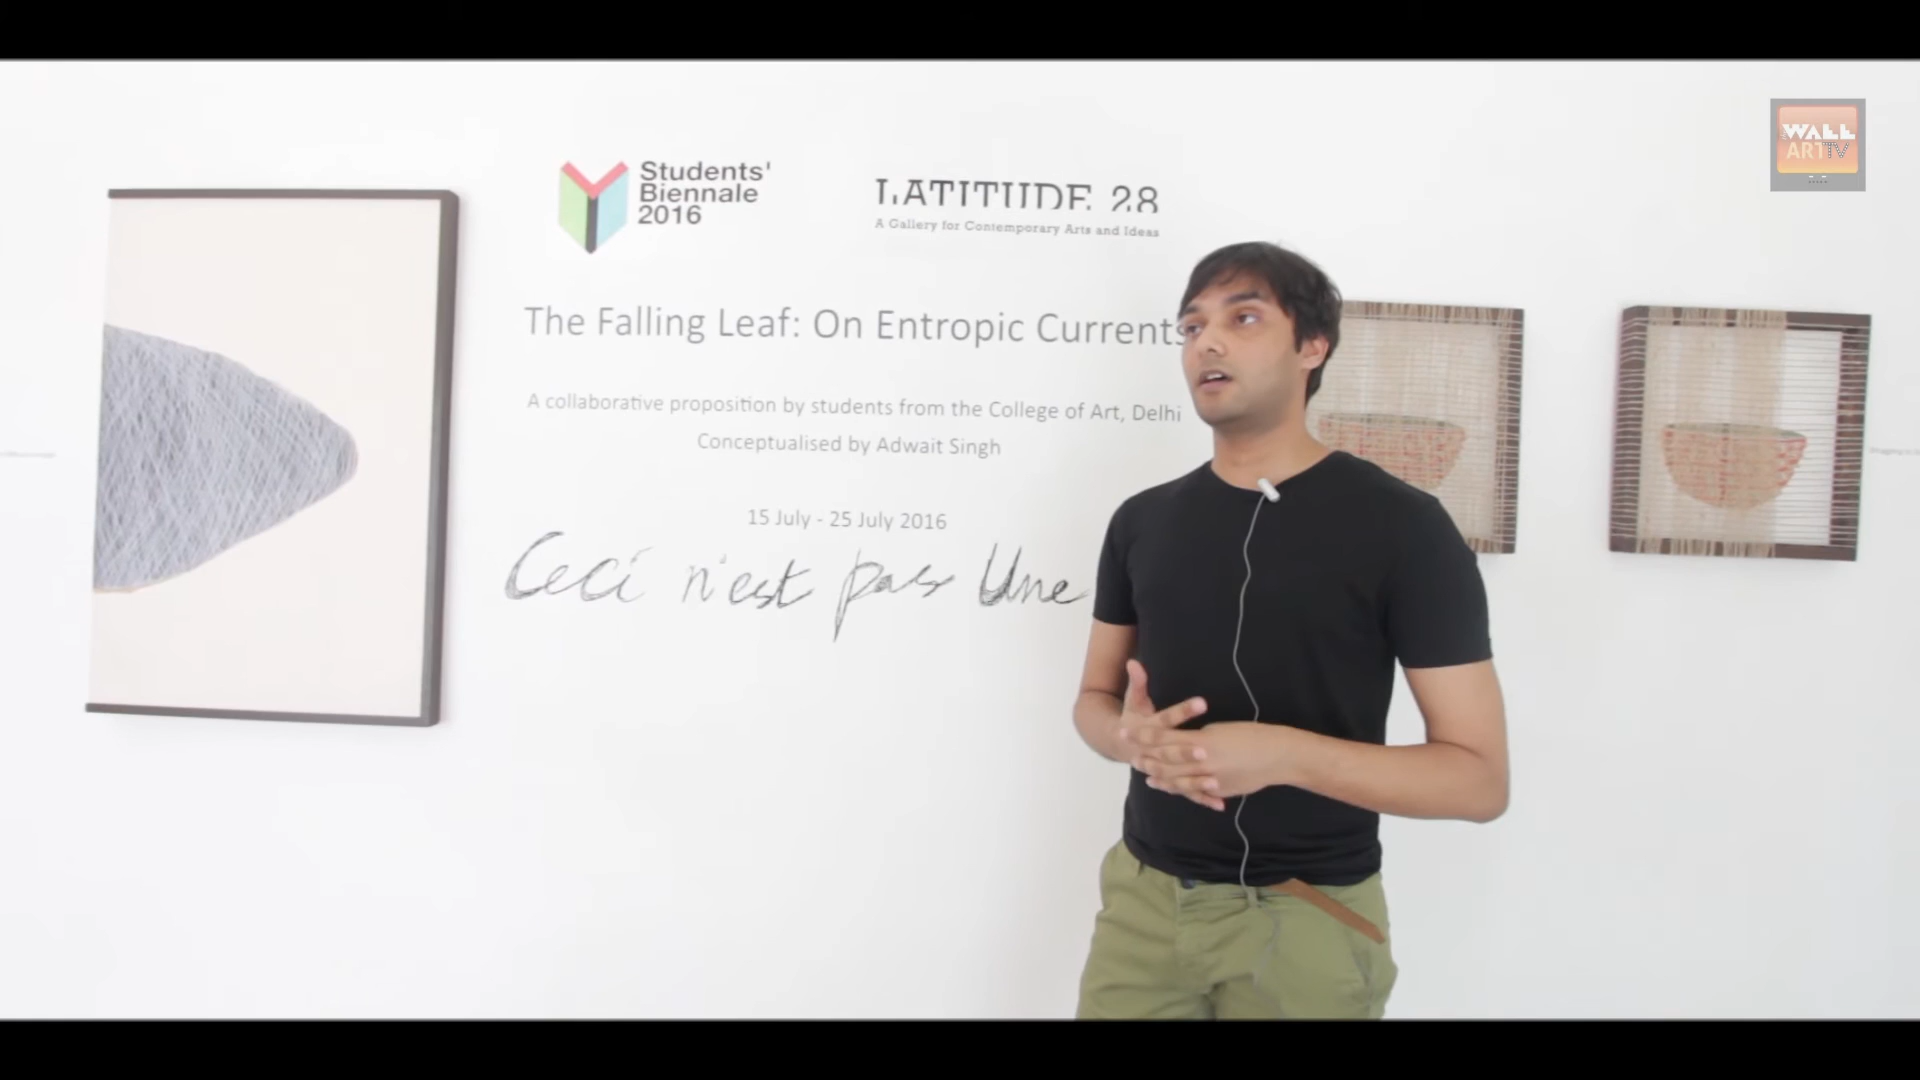 Students'
Biennale
2016
LATITUDE 28
A Gallery for Contemporary Arts and Ideas
WALL
ART TV
The Falling Leaf: On Entropic Currents
A collaborative proposition by students from the College of Art, Delhi
Conceptualised by Adwait Singh
15 July - 25 July 2016
Ceci n'est pas Une